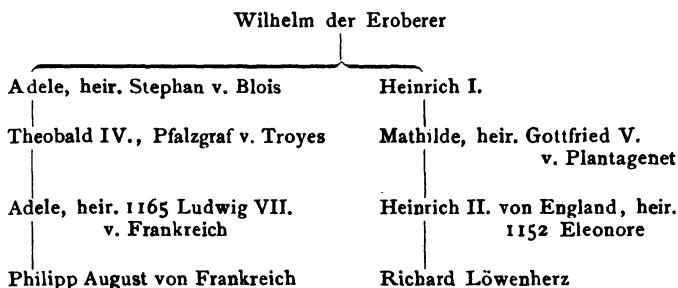 Wilhelm der Eroberer
Adele, heir. Stephan v. Blois
Heinrich I.
Theobald IV., Pfalzgraf v. Troyes
Mathilde, heir. Gottfried V.
v. Plantagenet
Adele, heir. 1165 Ludwig VII.
v. Frankreich
Heinrich II. von England, heir.
1152 Eleonore
Philipp August von Frankreich
Richard Löwenherz